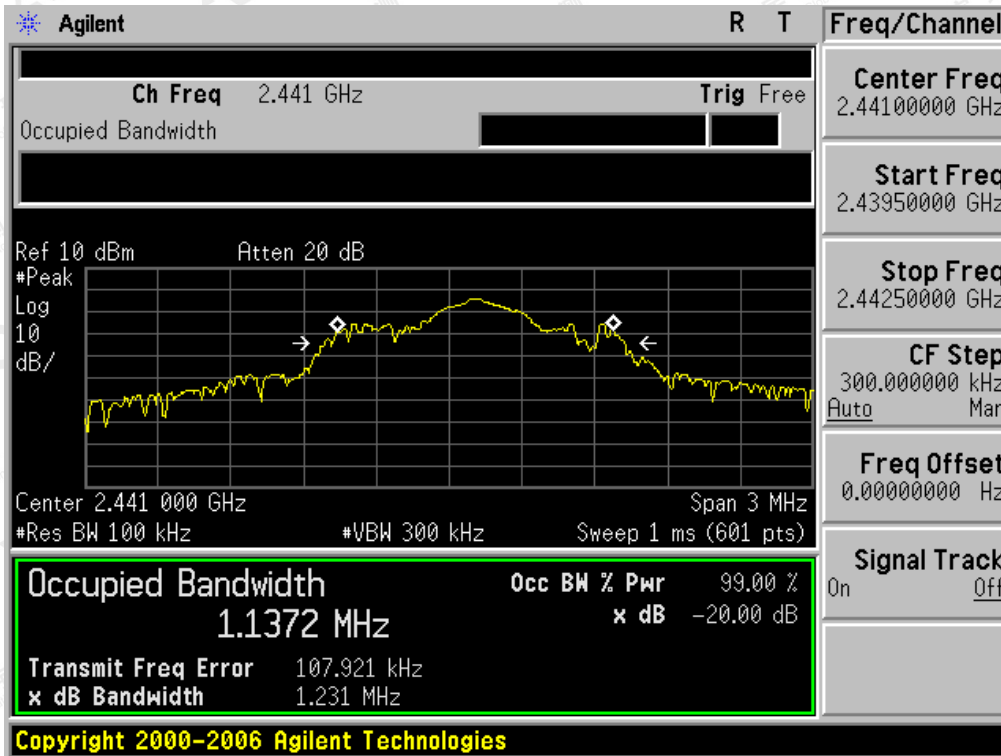 Agilent R T Freq/Channel
Ch Freq 2.441 GHz Trig Free
Occupied Bandwidth
Center Freq
2.44100000 GHz
Start Freq
2.43950000 GHz
Stop Freq
2.44250000 GHz
CF Step
300.000000 kHz
Auto Man
Freq Offset
0.00000000 Hz
Signal Track
On Off
Ref 10 dBm Atten 20 dB
#Peak
Log
10
dB/
Center 2.441 000 GHz Span 3 MHz
#Res BW 100 kHz #VBW 300 kHz Sweep 1 ms (601 pts)
Occupied Bandwidth Occ BW % Pwr 99.00 %
1.1372 MHz x dB -20.00 dB
Transmit Freq Error 107.921 kHz
x dB Bandwidth 1.231 MHz
Copyright 2000-2006 Agilent Technologies